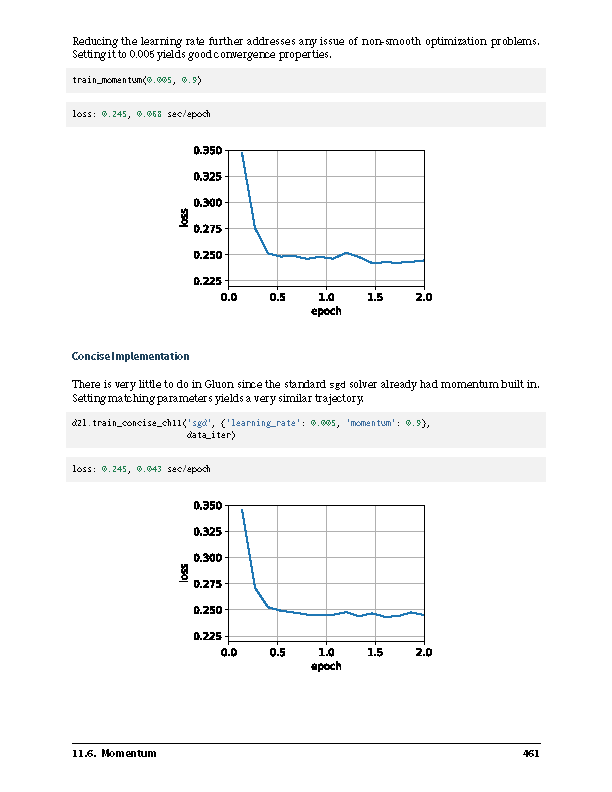 Reducing the learning rate further addresses any issue of non-smooth optimization problems.
Setting it to 0.005 yields good convergence properties.
train_momentum(0.005, 0.9)
loss: 0.245, 0.068 sec/epoch
0.350
0.325
0.300
0.275
0.250
0.225
loss
0.0 0.5 1.0 1.5 2.0
epoch
Concise Implementation
There is very little to do in Gluon since the standard sgd solver already had momentum built in.
Setting matching parameters yields a very similar trajectory.
d2l.train_concise_ch11('sgd', {'learning_rate': 0.005, 'momentum': 0.9},
data_iter)
loss: 0.245, 0.043 sec/epoch
0.350
0.325
0.300
0.275
0.250
0.225
loss
0.0 0.5 1.0 1.5 2.0
epoch
11.6. Momentum 461